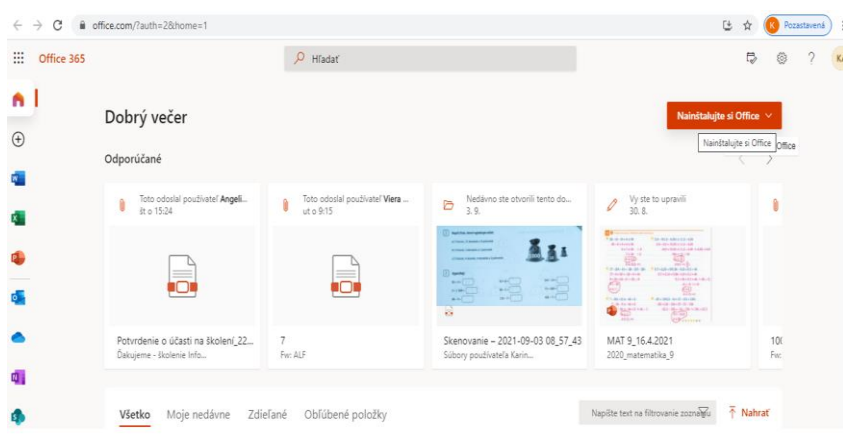 office.com/?auth=2&home=1
K Pozastavená
Office 365
Hľadať
?
Dobrý večer
Nainštalujte si Office
Nainštalujte si Office
Office
Odporúčané
Toto odoslal používateľ Angeli...
št o 15:24
Potvrdenie o účasti na školení_22...
Ďakujeme - školenie Info...
Toto odoslal používateľ Viera ...
ut o 9:15
7
Fw: ALF
Nedávno ste otvorili tento do...
3. 9.
Skenovanie – 2021-09-03 08_57_43
Súbory používateľa Karin...
Vy ste to upravili
30. 8.
MAT 9_16.4.2021
2020_matematika_9
Fw:
Všetko Moje nedávne Zdieľané Obľúbené položky
Napíšte text na filtrovanie
Nahrať